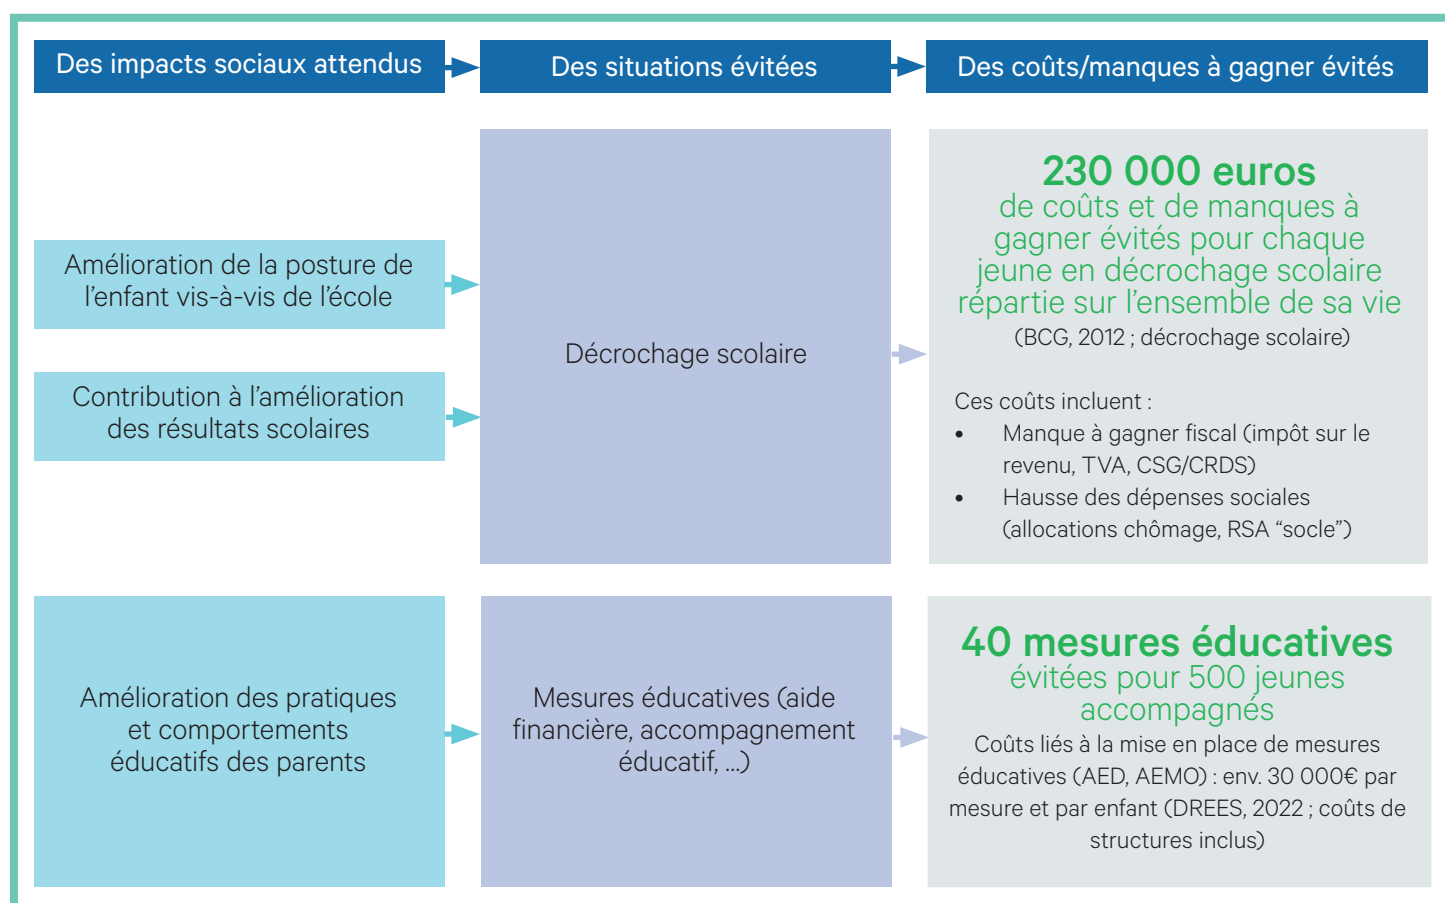 Des impacts sociaux attendus
Des situations évitées
Des coûts/manques à gagner évités
Amélioration de la posture de
l’enfant vis-à-vis de l’école
Contribution à l’amélioration
des résultats scolaires
Décrochage scolaire
230 000 euros
de coûts et de manques à
gagner évités pour chaque
jeune en décrochage scolaire
répartie sur l’ensemble de sa vie
(BCG, 2012 ; décrochage scolaire)
Ces coûts incluent :
• Manque à gagner fiscal (impôt sur le
revenu, TVA, CSG/CRDS)
• Hausse des dépenses sociales
(allocations chômage, RSA “socle”)
Amélioration des pratiques
et comportements
éducatifs des parents
Mesures éducatives (aide
financière, accompagnement
éducatif, ...)
40 mesures éducatives
évitées pour 500 jeunes
accompagnés
Coûts liés à la mise en place de mesures
éducatives (AED, AEMO) : env. 30 000€ par
mesure et par enfant (DREES, 2022 ; coûts de
structures inclus)